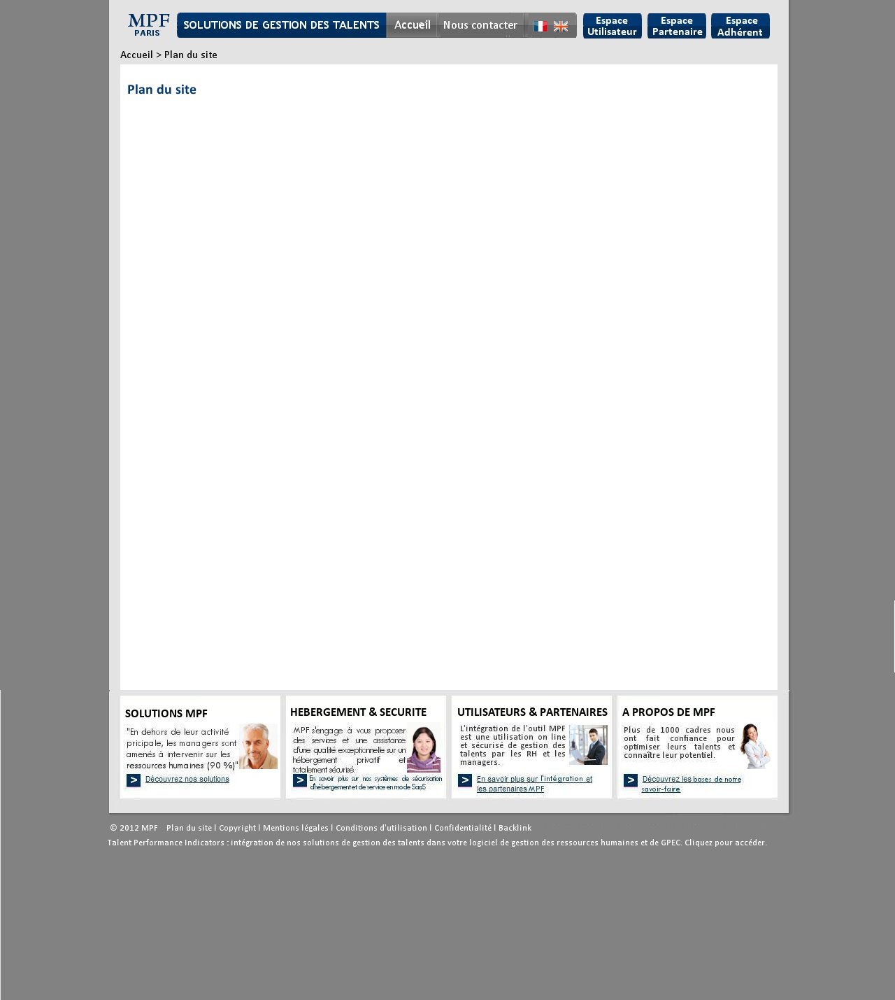 MPF
PARIS
SOLUTIONS DE GESTION DES TALENTS
Accueil
Nous contacter
Espace
Utilisateur
Espace
Partenaire
Espace
Adhérent
Accueil > Plan du site
Plan du site
SOLUTIONS MPF
"En dehors de leur activité
pricipale, les managers sont
amenés à intervenir sur les
ressources humaines (90 %)"
> Découvrez nos solutions
HEBERGEMENT & SECURITE
MPF s'engage à vous proposer
des services et une assistance
d'une qualité exceptionnelle sur un
hébergement privatif et
totalement sécurisé.
> En savoir plus sur nos systèmes de sécurisation
d'hébergement et de service en mode SaaS
UTILISATEURS & PARTENAIRES
L'intégration de l'outil MPF
est une utilisation on line
et sécurisé de gestion des
talents par les RH et les
managers.
> En savoir plus sur l'intégration et
les partenaires MPF
A PROPOS DE MPF
Plus de 1000 cadres nous
ont fait confiance pour
optimiser leurs talents et
connaître leur potentiel.
> Découvrez les bases de notre
savoir-faire
© 2012 MPF Plan du site l Copyright l Mentions légales l Conditions d'utilisation l Confidentialité l Backlink
Talent Performance Indicators : intégration de nos solutions de gestion des talents dans votre logiciel de gestion des ressources humaines et de GPEC. Cliquez pour accéder.